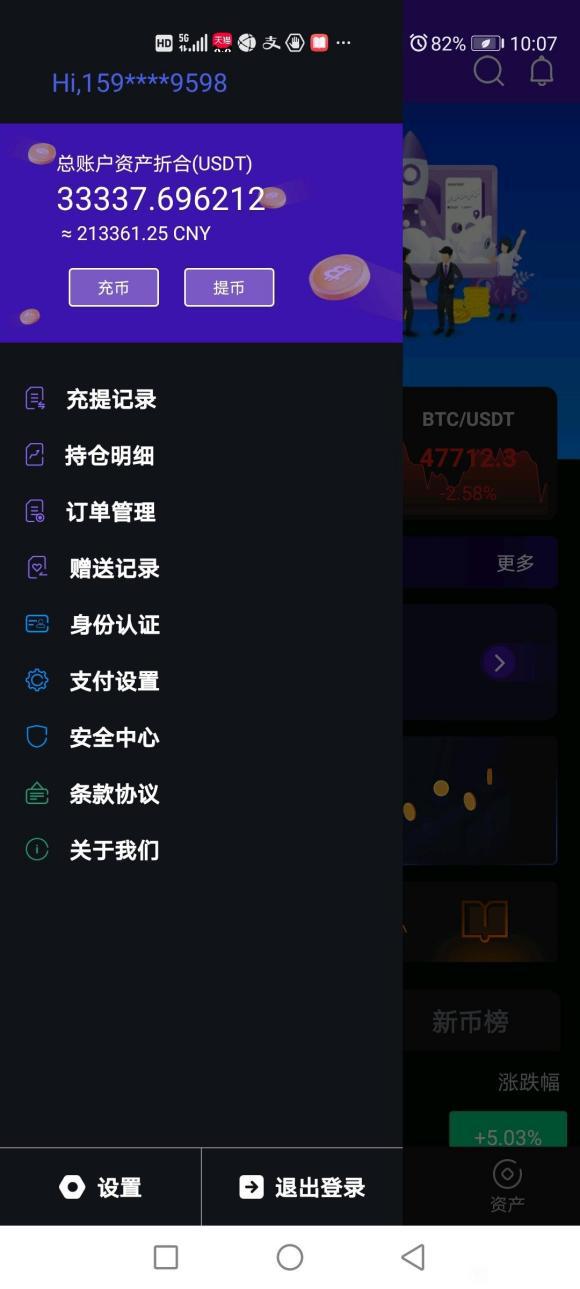 HD 5G 天猫 支 ... 82% 10:07
Hi,159****9598
总账户资产折合(USDT)
33337.696212
≈ 213361.25 CNY
充币 提币
充提记录
持仓明细
订单管理
赠送记录
身份认证
支付设置
安全中心
条款协议
关于我们
BTC/USDT
47712.3
-2.58%
更多
新币榜
涨跌幅
+5.03%
设置 退出登录
资产